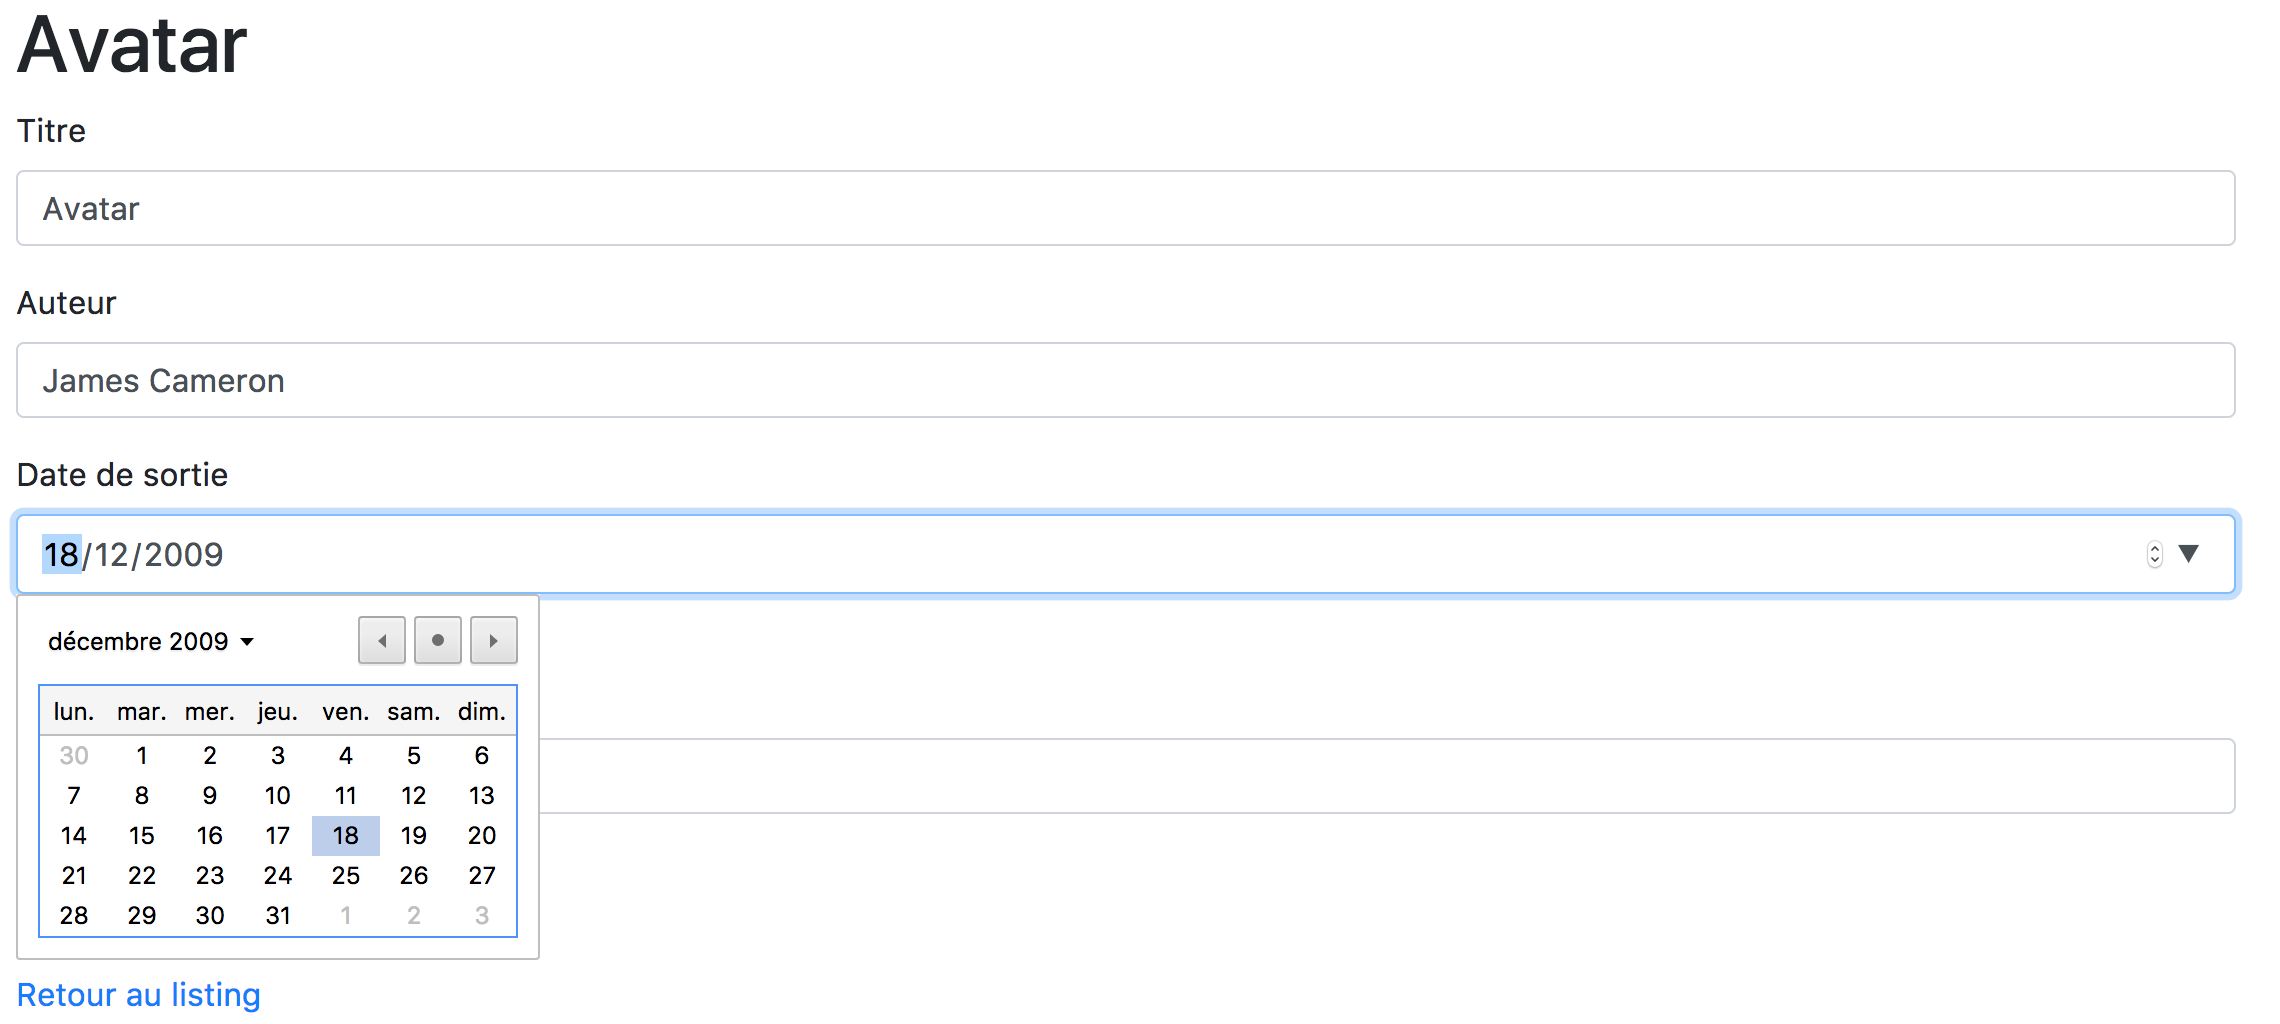 Avatar
Titre
Avatar
Auteur
James Cameron
Date de sortie
18/12/2009
décembre 2009
lun. mar. mer. jeu. ven. sam. dim.
30 1 2 3 4 5 6
7 8 9 10 11 12 13
14 15 16 17 18 19 20
21 22 23 24 25 26 27
28 29 30 31 1 2 3
Retour au listing